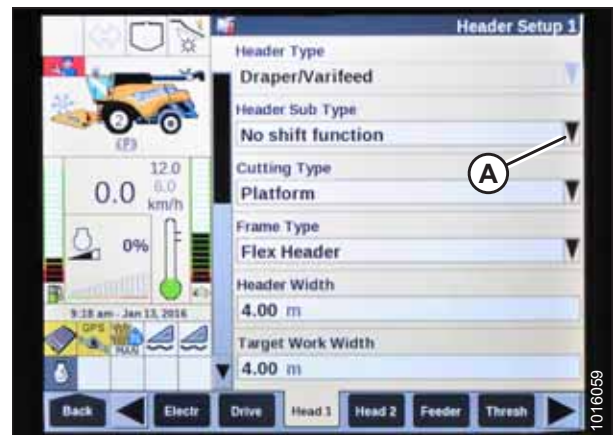 Header Setup 1
Header Type
Draper/Varifeed
Header Sub Type
No shift function
A
Cutting Type
Platform
Frame Type
Flex Header
Header Width
4.00 m
Target Work Width
4.00 m
2
(P)
12.0
0.0 6.0
km/h
0%
9:18 am - Jan 13, 2016
GPS
MAN
Back Electr Drive Head 1 Head 2 Feeder Thresh
1016059